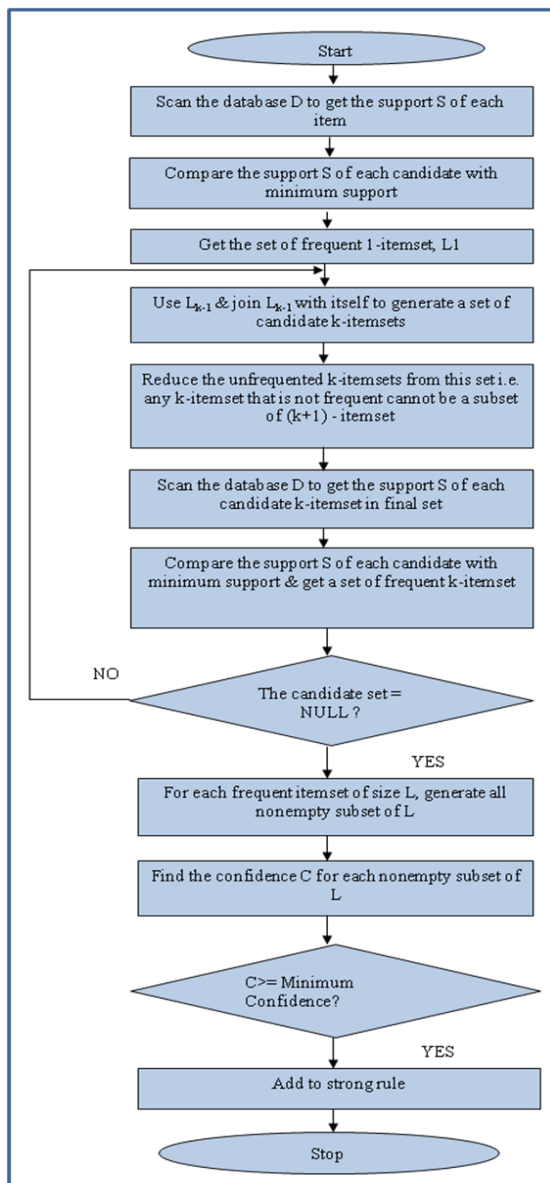 Start
Scan the database D to get the support S of each
item
Compare the support S of each candidate with
minimum support
Get the set of frequent 1-itemset, L1
Use Lk-1 & join Lk-1 with itself to generate a set of
candidate k-itemsets
Reduce the unfrequented k-itemsets from this set i.e.
any k-itemset that is not frequent cannot be a subset
of (k+1) - itemset
Scan the database D to get the support S of each
candidate k-itemset in final set
Compare the support S of each candidate with
minimum support & get a set of frequent k-itemset
NO
The candidate set =
NULL ?
YES
For each frequent itemset of size L, generate all
nonempty subset of L
Find the confidence C for each nonempty subset of
L
C>= Minimum
Confidence?
YES
Add to strong rule
Stop